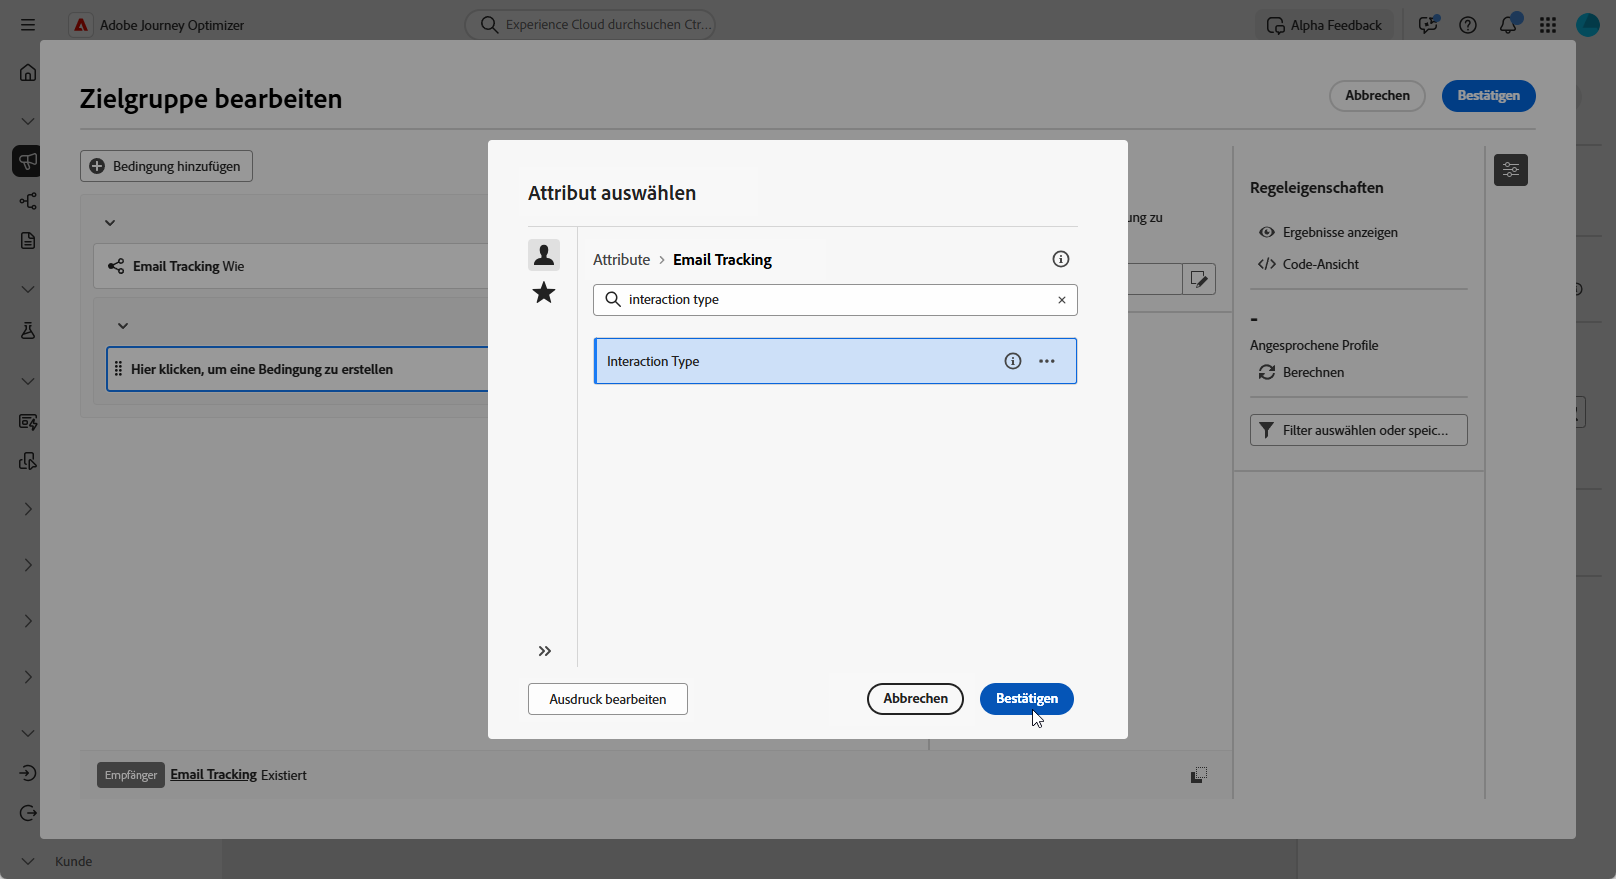 Adobe Journey Optimizer
Experience Cloud durchsuchen Ctr...
Alpha Feedback
Zielgruppe bearbeiten
Abbrechen
Bestätigen
Bedingung hinzufügen
Email Tracking Wie
Hier klicken, um eine Bedingung zu erstellen
Attribut auswählen
Attribute > Email Tracking
interaction type
Interaction Type
Ausdruck bearbeiten
Abbrechen
Bestätigen
ung zu
Regeleigenschaften
Ergebnisse anzeigen
</> Code-Ansicht
-
Angesprochene Profile
Berechnen
Filter auswählen oder speic...
Empfänger Email Tracking Existiert
Kunde